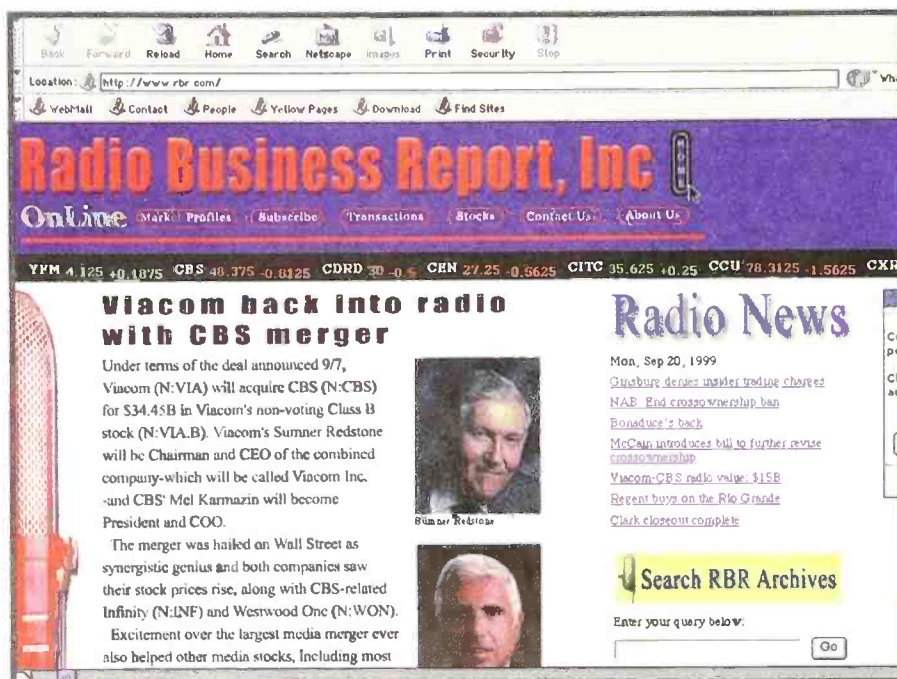 Back Forward Reload Home Search Netscape Images Print Security Stop
Location: http://www.rbr.com/
WebMail Contact People Yellow Pages Download Find Sites
Radio Business Report, Inc
HOME
OnLine Market Profiles Subscribe Transactions Stocks Contact Us About Us
YFM 4.125 +0.1875 CBS 48.375 -0.8125 CDRD 30 -0.5 CEN 27.25 -0.5625 CITC 35.625 +0.25 CCU 78.3125 -1.5625 CXR
Viacom back into radio
with CBS merger
Under terms of the deal announced 9/7,
Viacom (N:VIA) will acquire CBS (N:CBS)
for $34.45B in Viacom's non-voting Class B
stock (N:VIA.B). Viacom's Sumner Redstone
will be Chairman and CEO of the combined
company-which will be called Viacom Inc.
-and CBS' Mel Karmazin will become
President and COO.
The merger was hailed on Wall Street as
synergistic genius and both companies saw
their stock prices rise, along with CBS-related
Infinity (N:INF) and Westwood One (N:WON).
Excitement over the largest media merger ever
also helped other media stocks, Including most
Sumner Redstone
Radio News
Mon, Sep 20, 1999
Ginsburg denies insider trading charges
NAB: End crossownership ban
Bonaduce's back
McCain introduces bill to further revise
crossownership
Viacom-CBS radio value: $15B
Regent buys on the Rio Grande
Clark closeout complete
Search RBR Archives
Enter your query below:
Go